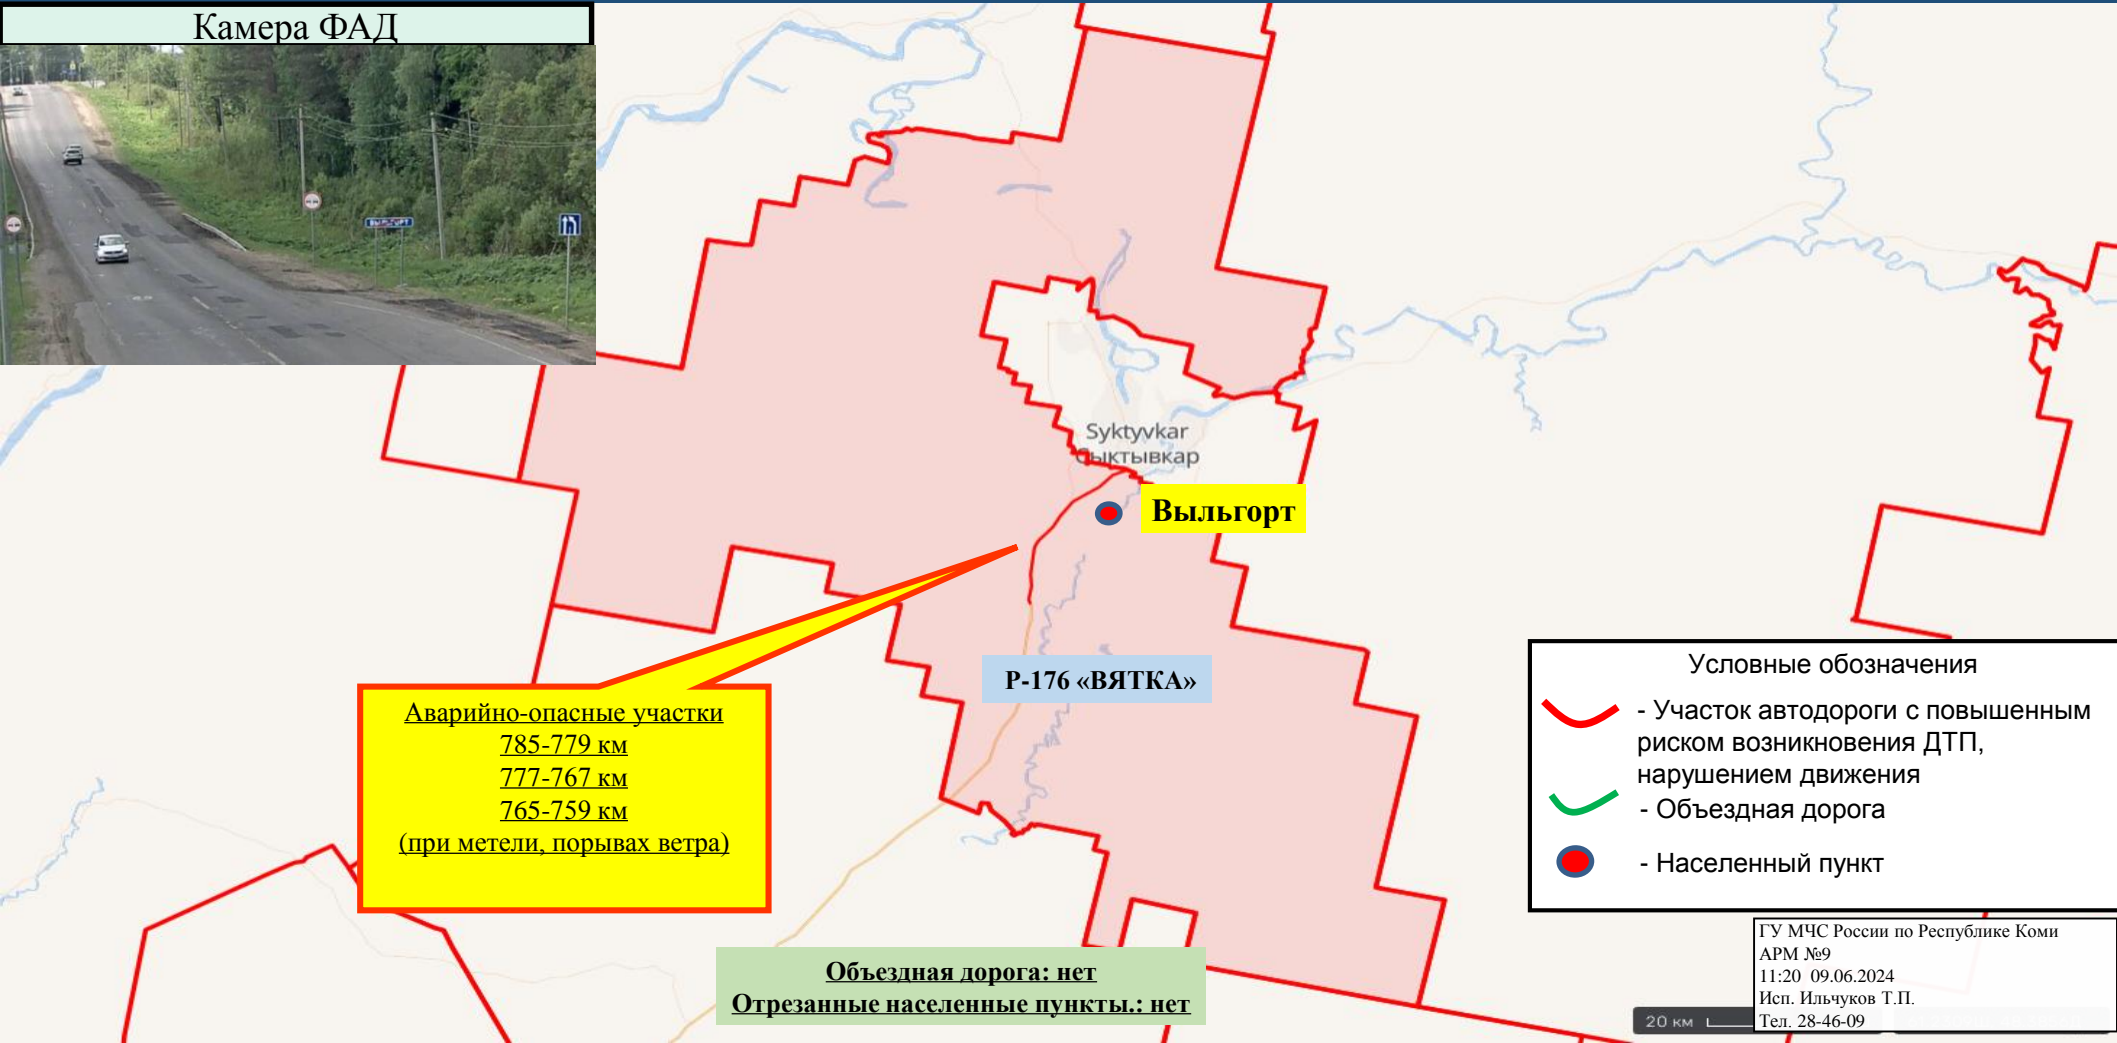 Камера ФАД
ВЫЛЬГОРТ
Syktyvkar
Сыктывкар
Выльгорт
Р-176 «ВЯТКА»
Аварийно-опасные участки
785-779 км
777-767 км
765-759 км
(при метели, порывах ветра)
Условные обозначения
- Участок автодороги с повышенным
риском возникновения ДТП,
нарушением движения
- Объездная дорога
- Населенный пункт
Объездная дорога: нет
Отрезанные населенные пункты.: нет
ГУ МЧС России по Республике Коми
АРМ №9
11:20 09.06.2024
Исп. Ильчуков Т.П.
Тел. 28-46-09
20 км